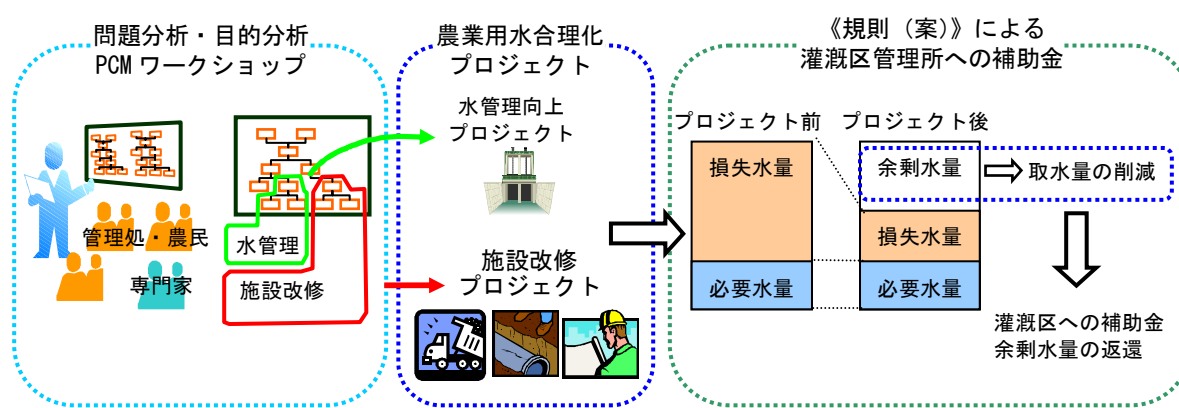 問題分析・目的分析
PCM ワークショップ
管理処・農民
専門家
水管理
施設改修
農業用水合理化
プロジェクト
水管理向上
プロジェクト
施設改修
プロジェクト
《規則（案）》による
灌漑区管理所への補助金
プロジェクト前
プロジェクト後
損失水量
必要水量
余剰水量
損失水量
必要水量
取水量の削減
灌漑区への補助金
余剰水量の返還